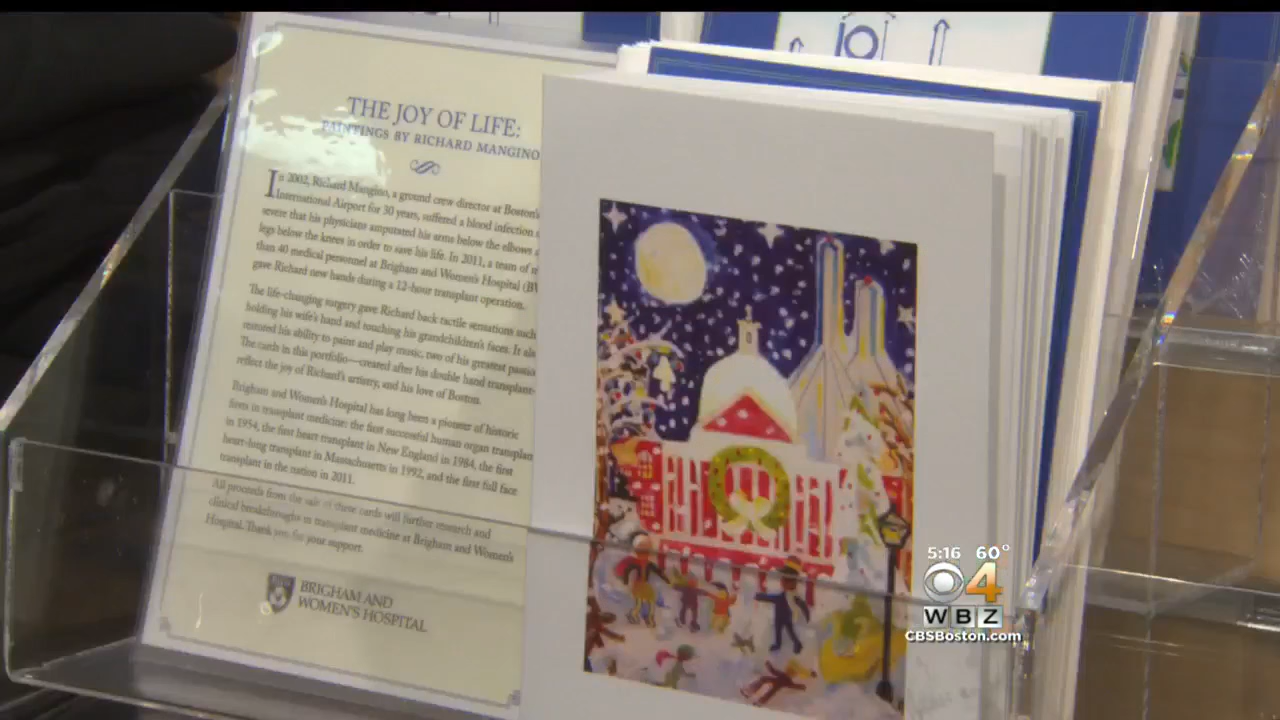 THE JOY OF LIFE:
PAINTINGS BY RICHARD MANGINO
In 2002, Richard Mangino, a ground crew director at Boston's
International Airport for 30 years, suffered a blood infection
severe that his physicians amputated his arms below the elbows
legs below the knees in order to save his life. In 2011, a team of
than 40 medical personnel at Brigham and Women's Hospital (BW
gave Richard new hands during a 12-hour transplant operation.
The life-changing surgery gave Richard back tactile sensations such
holding his wife's hand and touching his grandchildren's faces. It als
restored his ability to paint and play music, two of his greatest passio
The cards in this portfolio—created after his double hand transplant—
reflect the joy of Richard's artistry, and his love of Boston.
Brigham and Women's Hospital has long been a pioneer of historic
firsts in transplant medicine: the first successful human organ transplan
in 1954, the first heart transplant in New England in 1984, the first
heart-lung transplant in Massachusetts in 1992, and the first full face
transplant in the nation in 2011.
All proceeds from the sale of these cards will further research and
clinical breakthroughs in transplant medicine at Brigham and Women's
Hospital. Thank you for your support.
BRIGHAM AND
WOMEN'S HOSPITAL
joy
5:16 60°
4
WBZ
CBSBoston.com